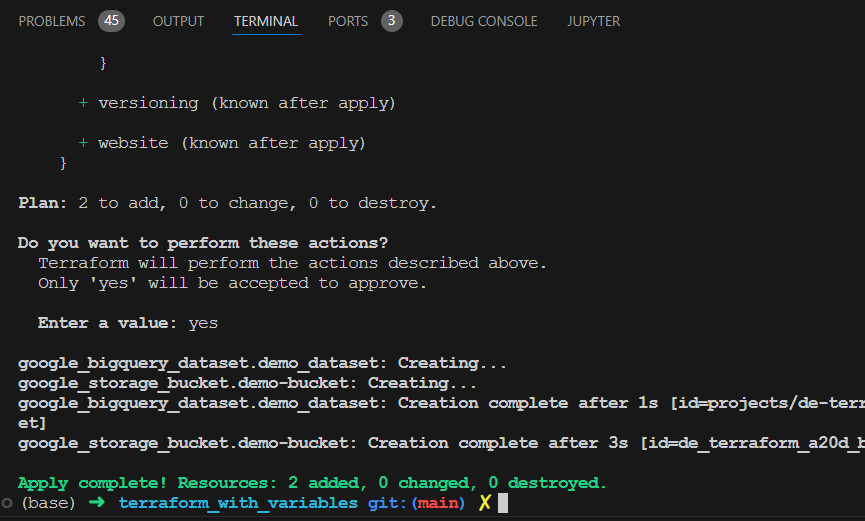 PROBLEMS 45 OUTPUT TERMINAL PORTS 3 DEBUG CONSOLE JUPYTER
}
+ versioning (known after apply)
+ website (known after apply)
}
Plan: 2 to add, 0 to change, 0 to destroy.
Do you want to perform these actions?
Terraform will perform the actions described above.
Only 'yes' will be accepted to approve.
Enter a value: yes
google_bigquery_dataset.demo_dataset: Creating...
google_storage_bucket.demo-bucket: Creating...
google_bigquery_dataset.demo_dataset: Creation complete after 1s [id=projects/de-terr
et]
google_storage_bucket.demo-bucket: Creation complete after 3s [id=de_terraform_a20d_b
Apply complete! Resources: 2 added, 0 changed, 0 destroyed.
(base) ➜ terraform_with_variables git:(main) ✗